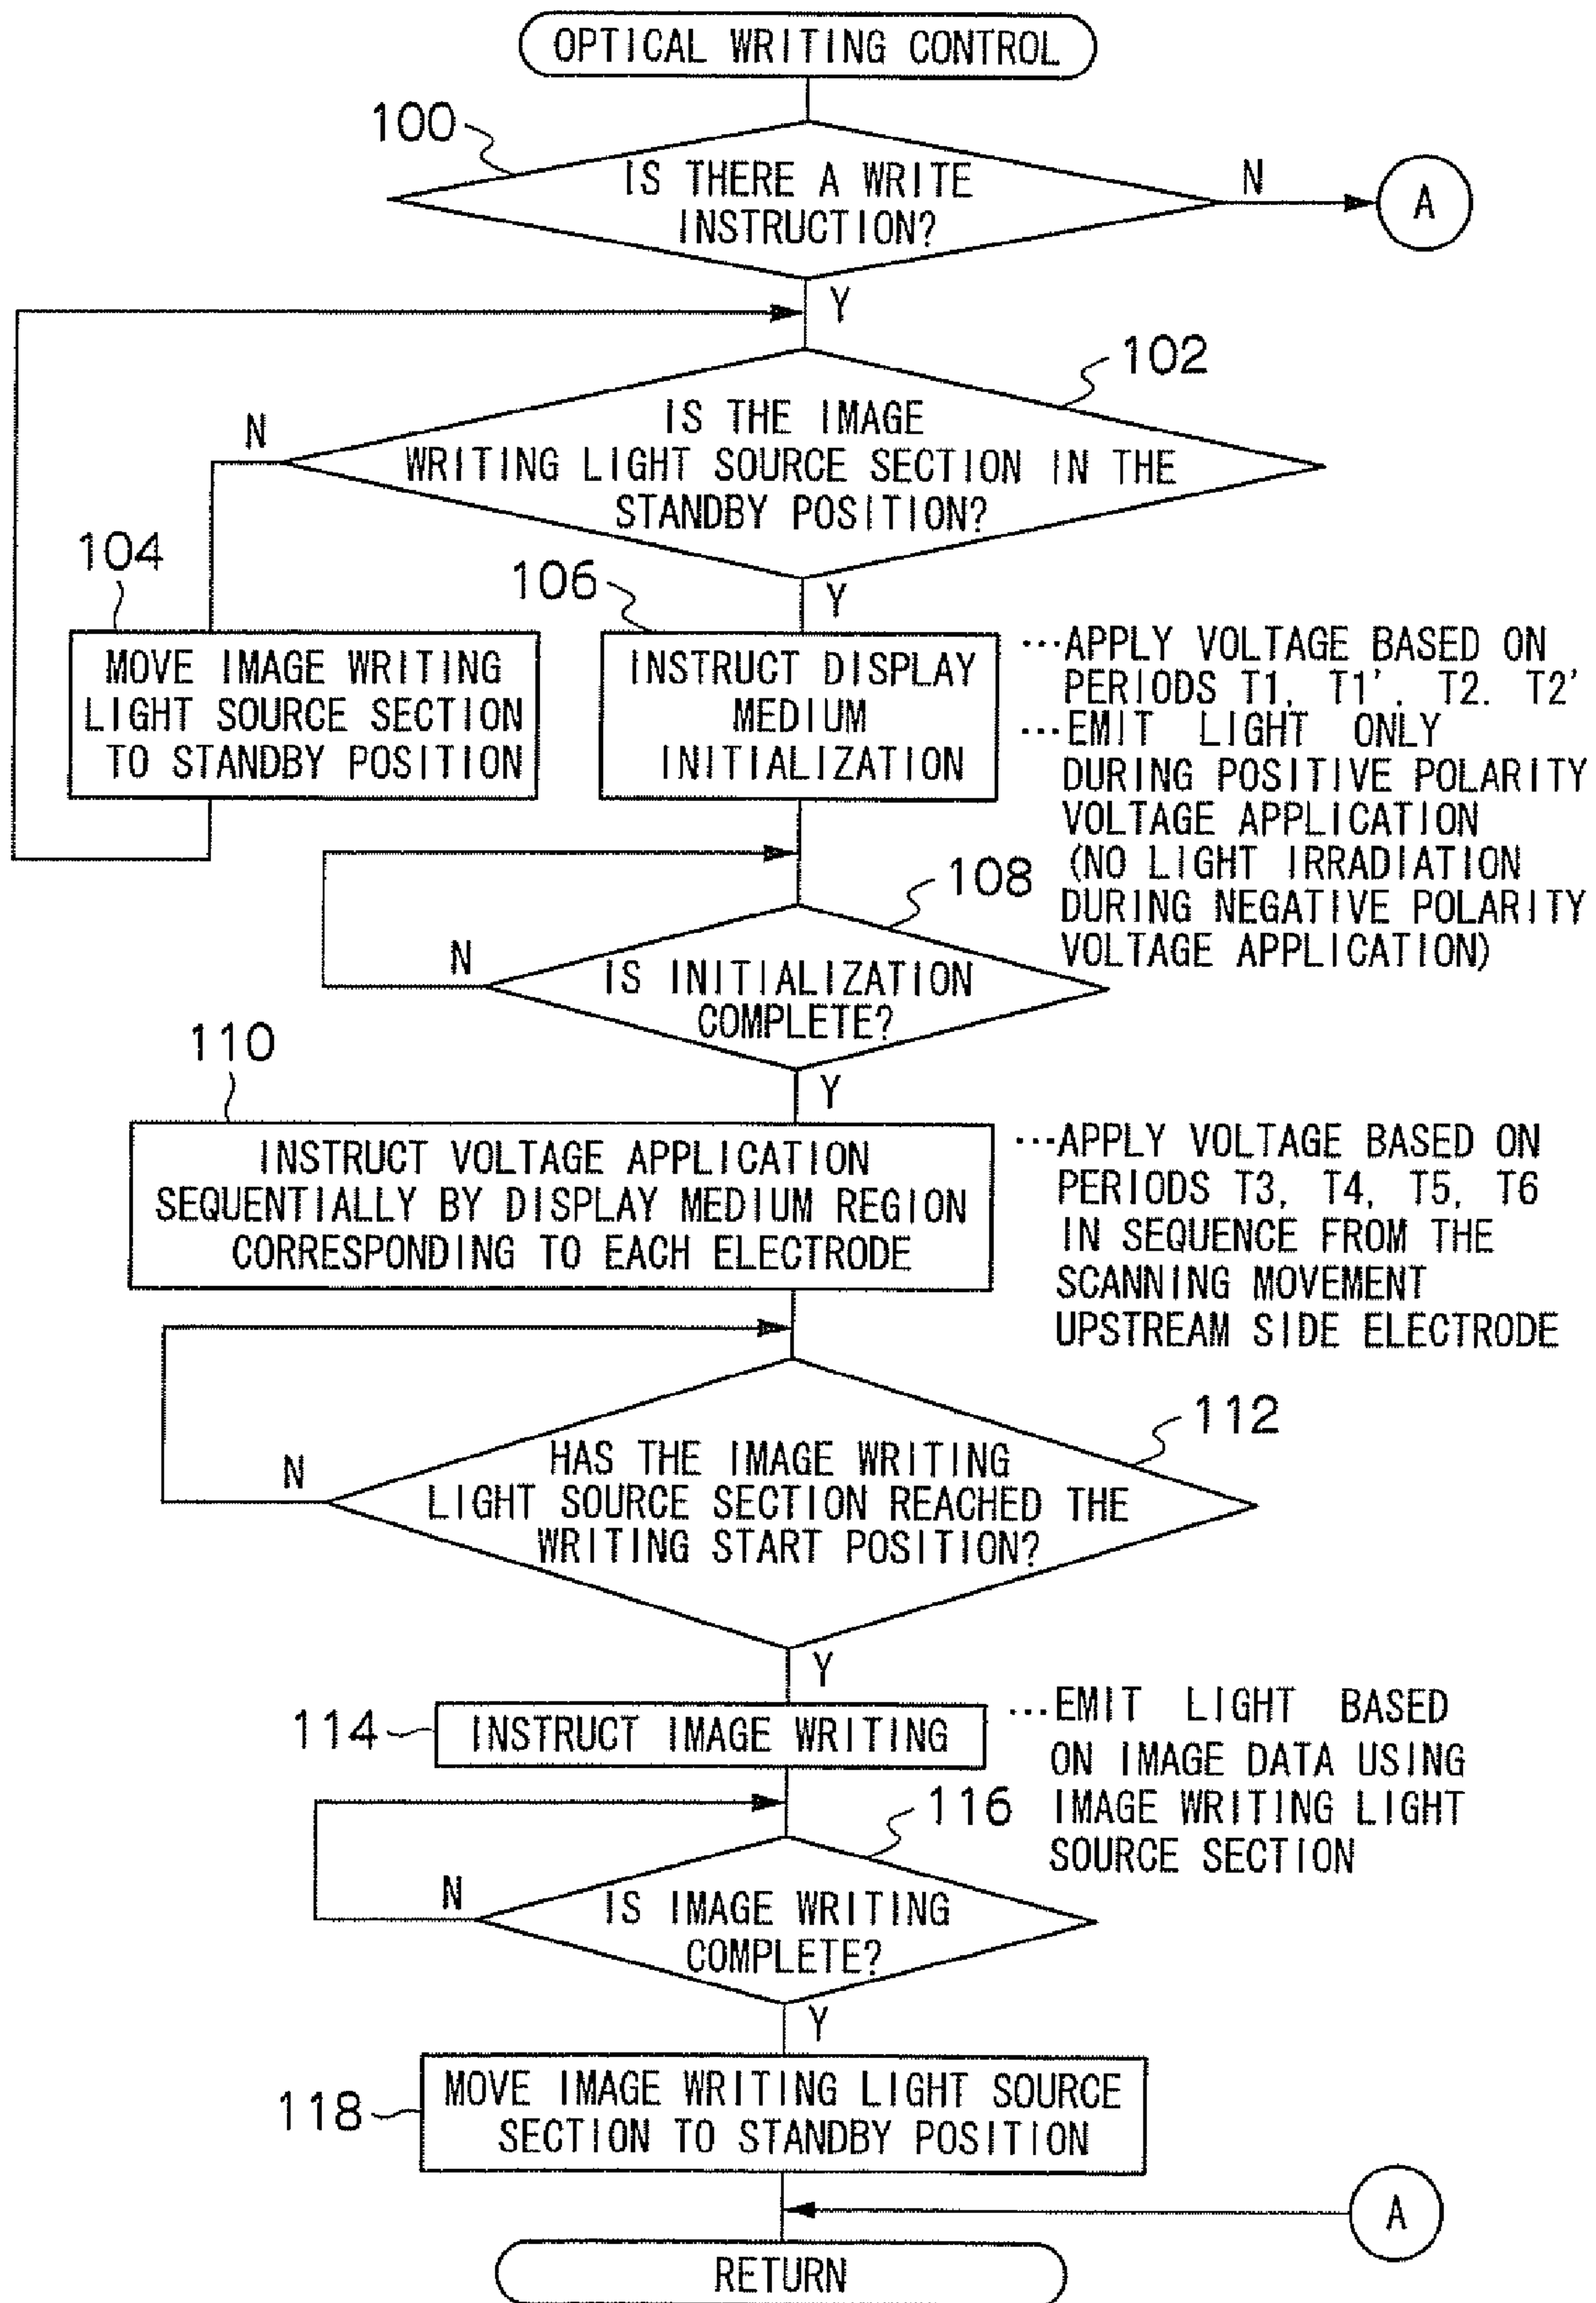 OPTICAL WRITING CONTROL
100
IS THERE A WRITE
INSTRUCTION?
N
A
Y
102
IS THE IMAGE
WRITING LIGHT SOURCE SECTION IN THE
STANDBY POSITION?
N
Y
104
MOVE IMAGE WRITING
LIGHT SOURCE SECTION
TO STANDBY POSITION
106
INSTRUCT DISPLAY
MEDIUM
INITIALIZATION
···APPLY VOLTAGE BASED ON
PERIODS T1, T1', T2. T2'
···EMIT LIGHT ONLY
DURING POSITIVE POLARITY
VOLTAGE APPLICATION
(NO LIGHT IRRADIATION
DURING NEGATIVE POLARITY
VOLTAGE APPLICATION)
108
IS INITIALIZATION
COMPLETE?
N
Y
110
INSTRUCT VOLTAGE APPLICATION
SEQUENTIALLY BY DISPLAY MEDIUM REGION
CORRESPONDING TO EACH ELECTRODE
···APPLY VOLTAGE BASED ON
PERIODS T3, T4, T5, T6
IN SEQUENCE FROM THE
SCANNING MOVEMENT
UPSTREAM SIDE ELECTRODE
112
HAS THE IMAGE WRITING
LIGHT SOURCE SECTION REACHED THE
WRITING START POSITION?
N
Y
114
INSTRUCT IMAGE WRITING
···EMIT LIGHT BASED
ON IMAGE DATA USING
IMAGE WRITING LIGHT
SOURCE SECTION
116
IS IMAGE WRITING
COMPLETE?
N
Y
118
MOVE IMAGE WRITING LIGHT SOURCE
SECTION TO STANDBY POSITION
A
RETURN